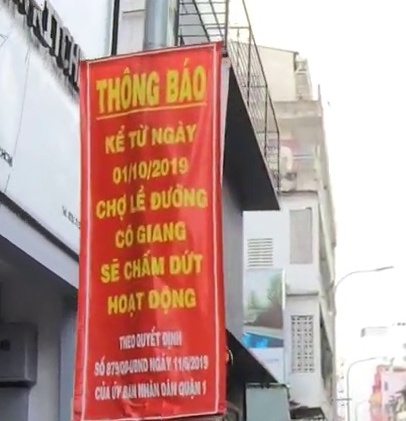 THÔNG BÁO
KỂ TỪ NGÀY
01/10/2019
CHỢ LỀ ĐƯỜNG
CÔ GIANG
SẼ CHẤM DỨT
HOẠT ĐỘNG
THEO QUYẾT ĐỊNH
SỐ 879/QĐ-UBND NGÀY 11/6/2019
CỦA ỦY BAN NHÂN DÂN QUẬN 1